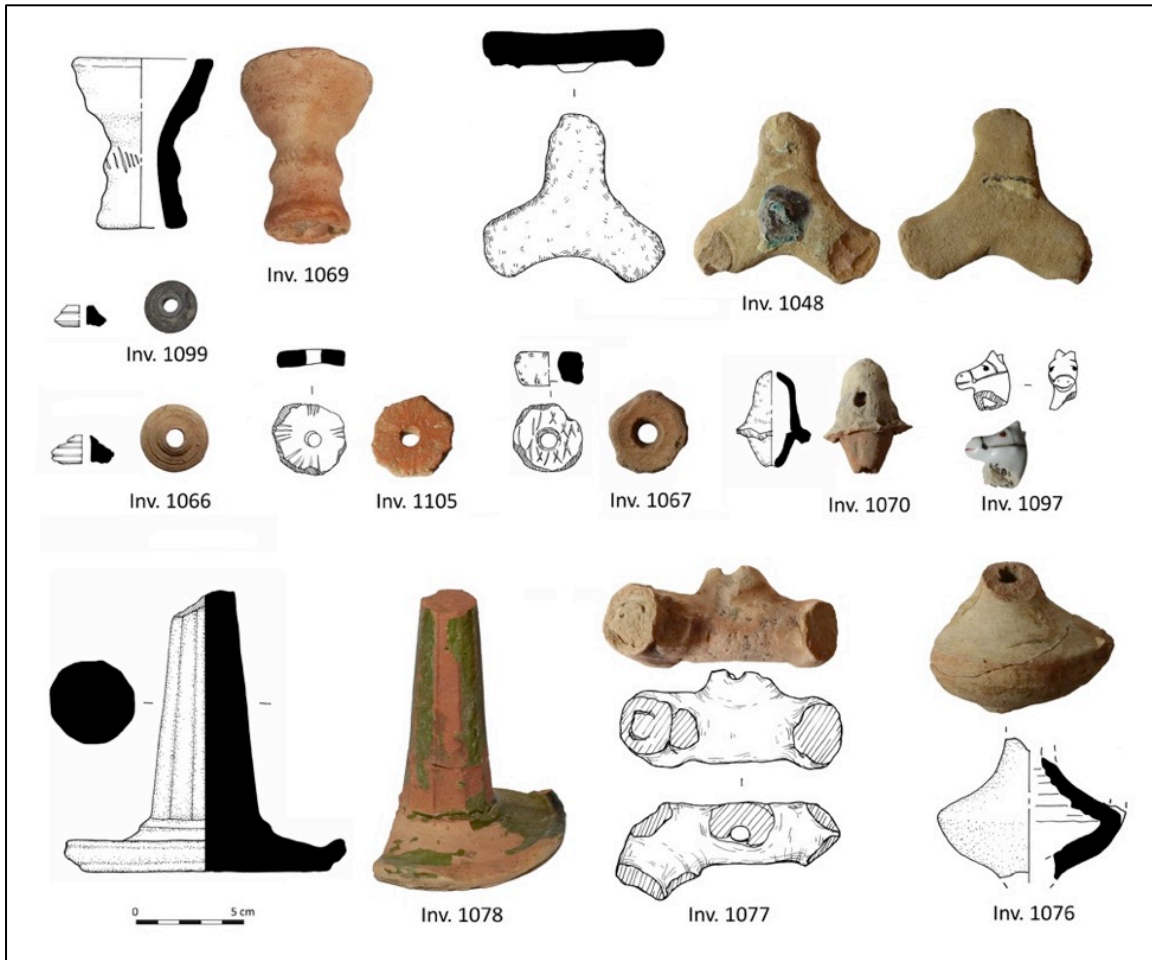 Inv. 1069
Inv. 1048
Inv. 1099
Inv. 1066
Inv. 1105
Inv. 1067
Inv. 1070
Inv. 1097
0 5 cm
Inv. 1078
Inv. 1077
Inv. 1076